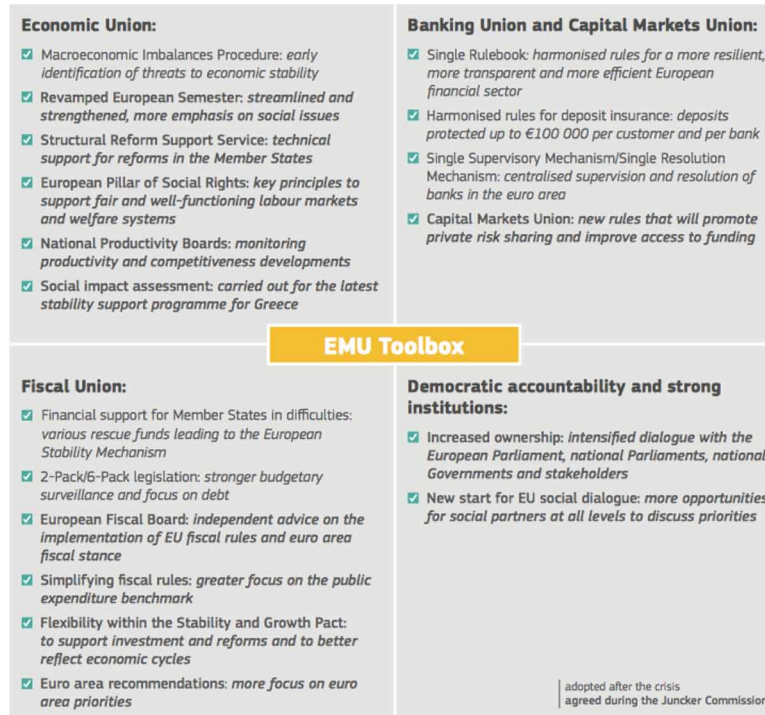 Economic Union:
Macroeconomic Imbalances Procedure: early
identification of threats to economic stability
Revamped European Semester: streamlined and
strengthened, more emphasis on social issues
Structural Reform Support Service: technical
support for reforms in the Member States
European Pillar of Social Rights: key principles to
support fair and well-functioning labour markets
and welfare systems
National Productivity Boards: monitoring
productivity and competitiveness developments
Social impact assessment: carried out for the latest
stability support programme for Greece
Banking Union and Capital Markets Union:
Single Rulebook: harmonised rules for a more resilient,
more transparent and more efficient European
financial sector
Harmonised rules for deposit insurance: deposits
protected up to €100 000 per customer and per bank
Single Supervisory Mechanism/Single Resolution
Mechanism: centralised supervision and resolution of
banks in the euro area
Capital Markets Union: new rules that will promote
private risk sharing and improve access to funding
EMU Toolbox
Fiscal Union:
Financial support for Member States in difficulties:
various rescue funds leading to the European
Stability Mechanism
2-Pack/6-Pack legislation: stronger budgetary
surveillance and focus on debt
European Fiscal Board: independent advice on the
implementation of EU fiscal rules and euro area
fiscal stance
Simplifying fiscal rules: greater focus on the public
expenditure benchmark
Flexibility within the Stability and Growth Pact:
to support investment and reforms and to better
reflect economic cycles
Euro area recommendations: more focus on euro
area priorities
Democratic accountability and strong
institutions:
Increased ownership: intensified dialogue with the
European Parliament, national Parliaments, national
Governments and stakeholders
New start for EU social dialogue: more opportunities
for social partners at all levels to discuss priorities
adopted after the crisis
agreed during the Juncker Commission